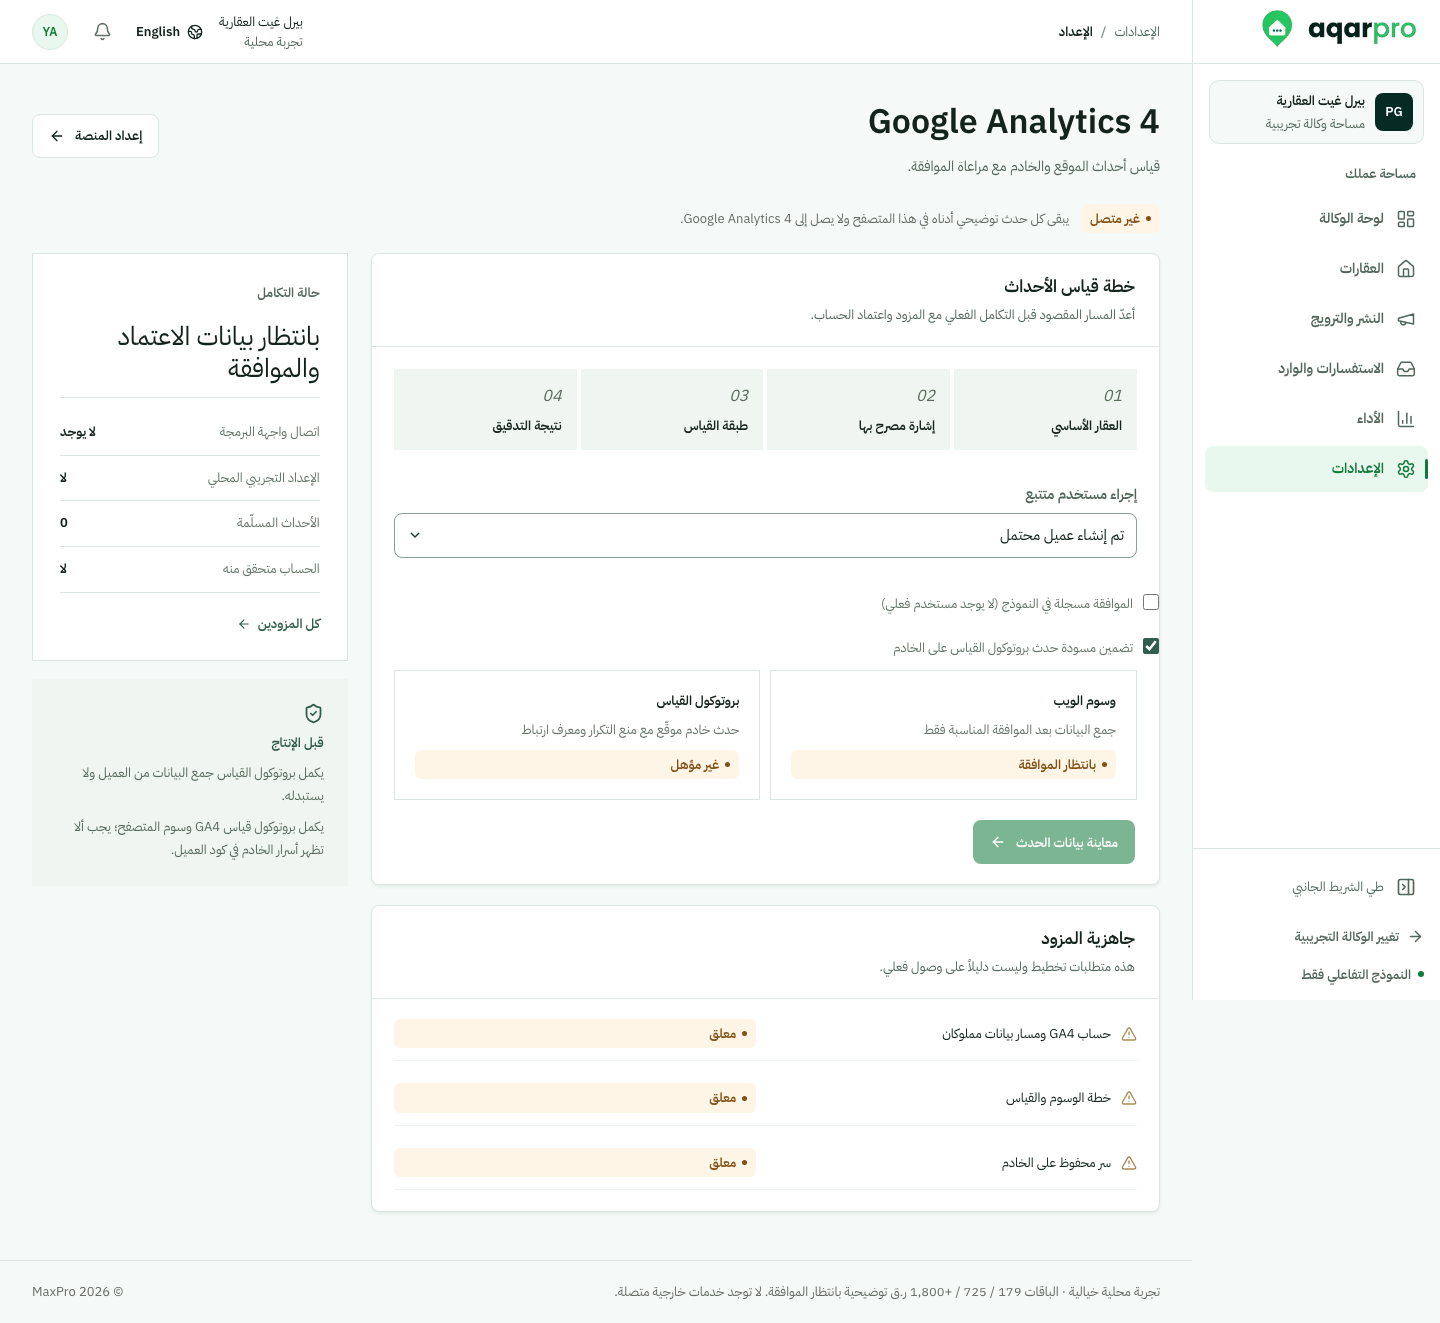 aqarpro
PG
بيرل غيت العقارية
مساحة وكالة تجريبية
مساحة عملك
لوحة الوكالة
العقارات
النشر والترويج
الاستفسارات والوارد
الأداء
الإعدادات
طي الشريط الجانبي
تغيير الوكالة التجريبية
النموذج التفاعلي فقط
الإعدادات / الإعداد
بيرل غيت العقارية
تجربة محلية
English
YA
Google Analytics 4
قياس أحداث الموقع والخادم مع مراعاة الموافقة.
إعداد المنصة
غير متصل
يبقى كل حدث توضيحي أدناه في هذا المتصفح ولا يصل إلى Google Analytics 4.
خطة قياس الأحداث
أعدّ المسار المقصود قبل التكامل الفعلي مع المزود واعتماد الحساب.
01
العقار الأساسي
02
إشارة مصرح بها
03
طبقة القياس
04
نتيجة التدقيق
إجراء مستخدم متتبع
تم إنشاء عميل محتمل
الموافقة مسجلة في النموذج (لا يوجد مستخدم فعلي)
تضمين مسودة حدث بروتوكول القياس على الخادم
وسوم الويب
جمع البيانات بعد الموافقة المناسبة فقط
بانتظار الموافقة
بروتوكول القياس
حدث خادم موقّع مع منع التكرار ومعرف ارتباط
غير مؤهل
معاينة بيانات الحدث
جاهزية المزود
هذه متطلبات تخطيط وليست دليلاً على وصول فعلي.
حساب GA4 ومسار بيانات مملوكان
معلق
خطة الوسوم والقياس
معلق
سر محفوظ على الخادم
معلق
حالة التكامل
بانتظار بيانات الاعتماد
والموافقة
اتصال واجهة البرمجة
لا يوجد
الإعداد التجريبي المحلي
لا
الأحداث المسلّمة
0
الحساب متحقق منه
لا
كل المزودين
قبل الإنتاج
يكمل بروتوكول القياس جمع البيانات من العميل ولا
يستبدله.
يكمل بروتوكول قياس GA4 وسوم المتصفح؛ يجب ألا
تظهر أسرار الخادم في كود العميل.
تجربة محلية خيالية · الباقات 179 / 725 / +1,800 ر.ق توضيحية بانتظار الموافقة. لا توجد خدمات خارجية متصلة.
© 2026 MaxPro